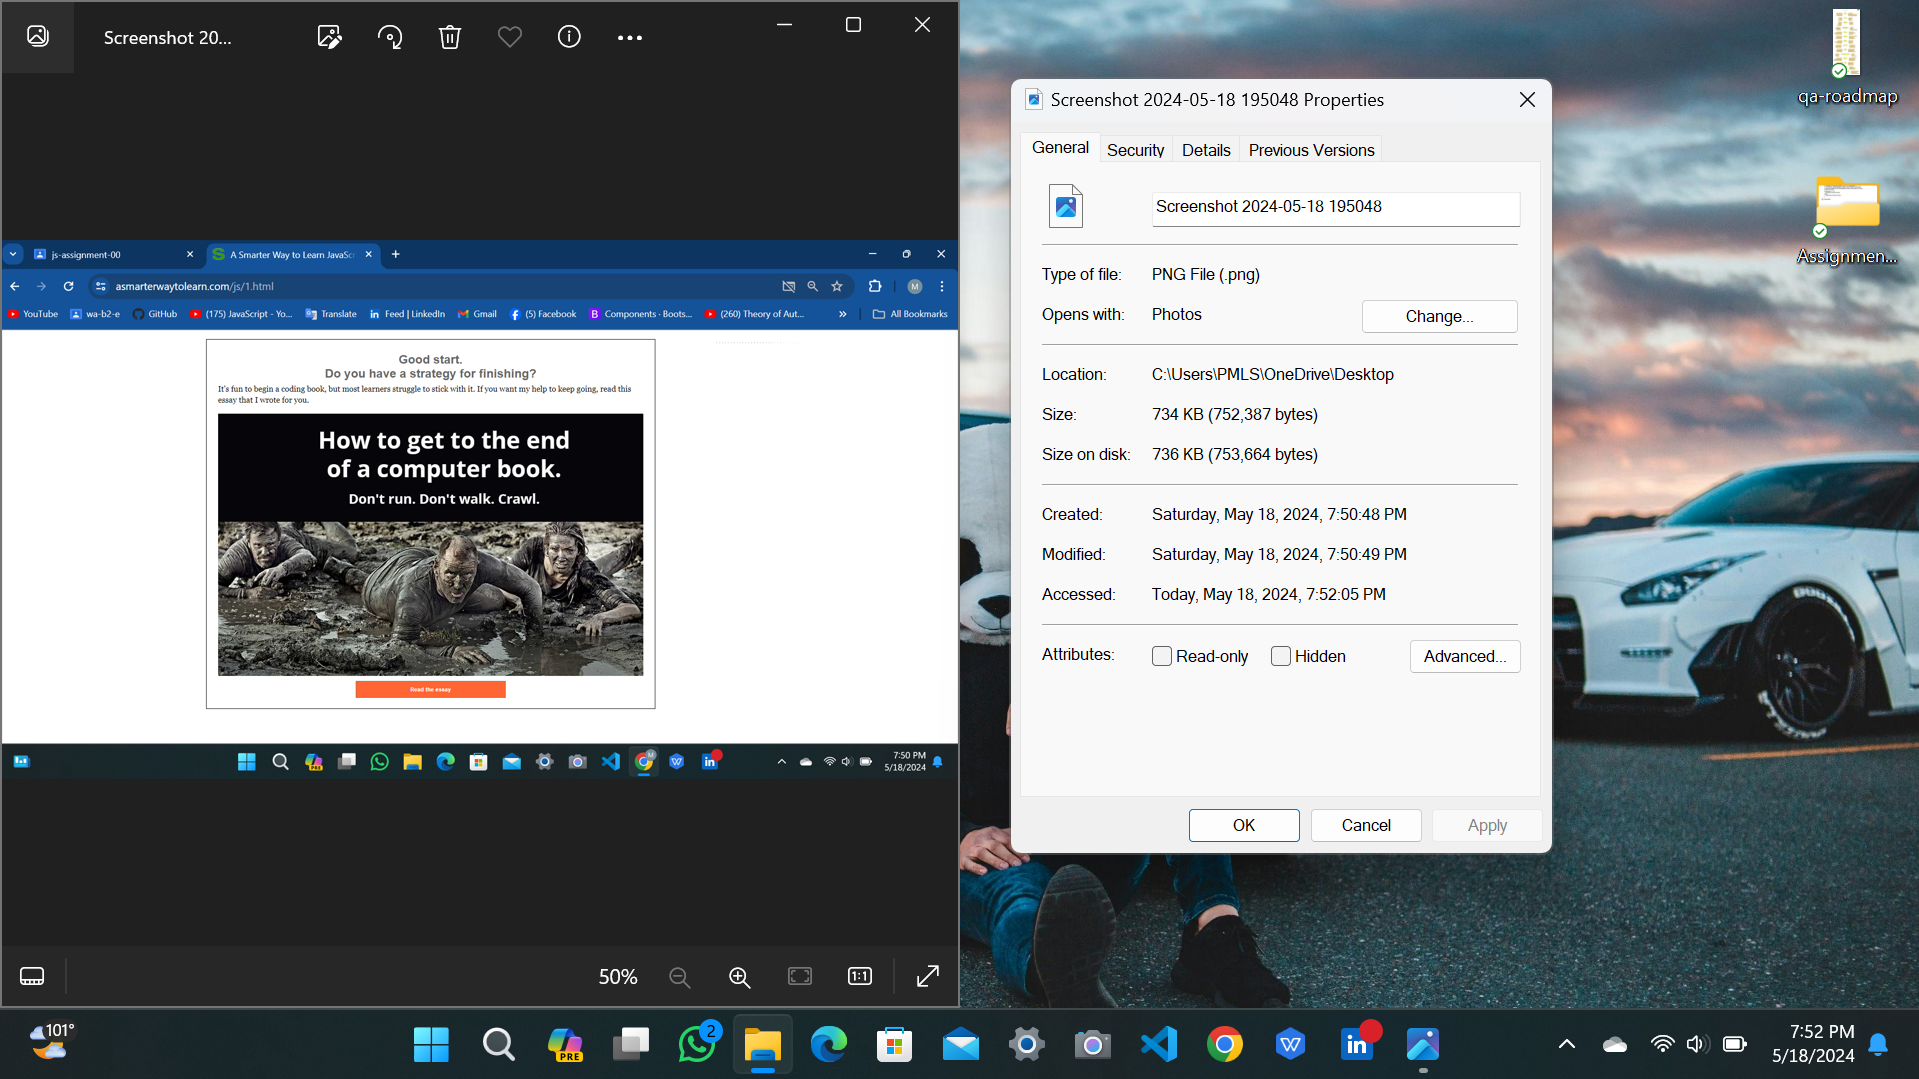 Screenshot 20...
js-assignment-00
A Smarter Way to Learn JavaSc
asmarterwaytolearn.com/js/1.html
YouTube
wa-b2-e
GitHub
(175) JavaScript - Yo...
Translate
Feed | LinkedIn
Gmail
(5) Facebook
Components · Boots...
(260) Theory of Aut...
»
All Bookmarks
Good start.
Do you have a strategy for finishing?
It's fun to begin a coding book, but most learners struggle to stick with it. If you want my help to keep going, read this
essay that I wrote for you.
How to get to the end
of a computer book.
Don't run. Don't walk. Crawl.
Read the essay
PRE
7:50 PM
5/18/2024
50%
1:1
Screenshot 2024-05-18 195048 Properties
General
Security
Details
Previous Versions
Screenshot 2024-05-18 195048
Type of file: PNG File (.png)
Opens with: Photos
Change...
Location: C:\Users\PMLS\OneDrive\Desktop
Size: 734 KB (752,387 bytes)
Size on disk: 736 KB (753,664 bytes)
Created: Saturday, May 18, 2024, 7:50:48 PM
Modified: Saturday, May 18, 2024, 7:50:49 PM
Accessed: Today, May 18, 2024, 7:52:05 PM
Attributes: Read-only Hidden
Advanced...
OK
Cancel
Apply
qa-roadmap
Assignmen...
101°
PRE
2
in
7:52 PM
5/18/2024